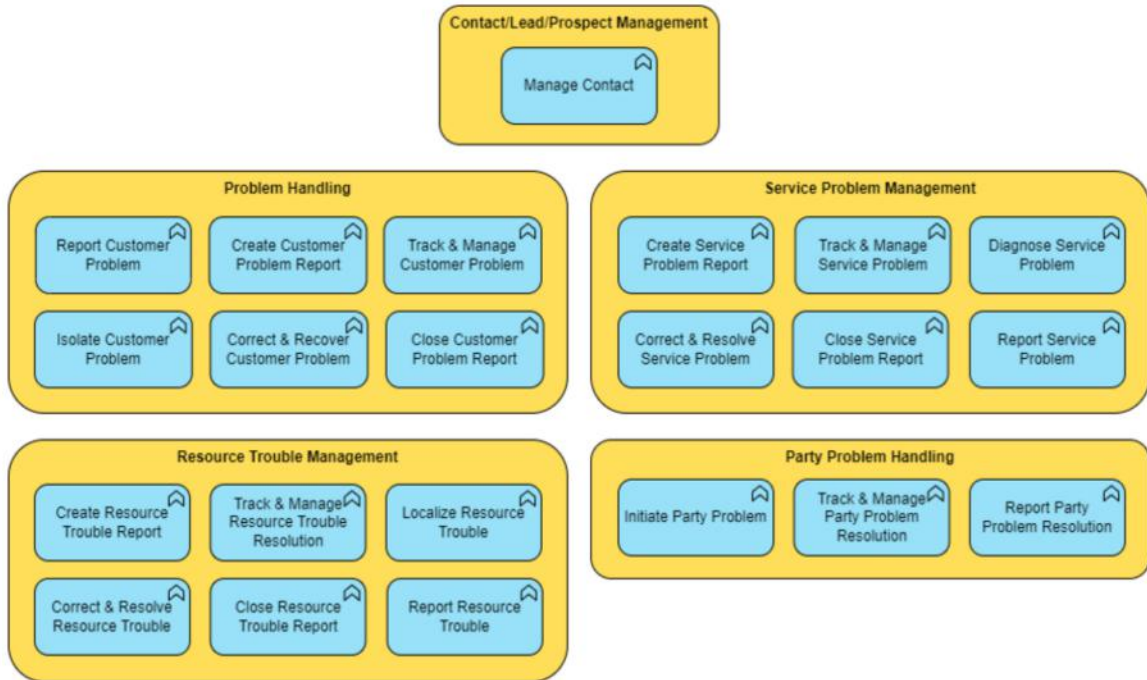 Contact/Lead/Prospect Management
Manage Contact
Problem Handling
Report Customer
Problem
Create Customer
Problem Report
Track & Manage
Customer Problem
Isolate Customer
Problem
Correct & Recover
Customer Problem
Close Customer
Problem Report
Service Problem Management
Create Service
Problem Report
Track & Manage
Service Problem
Diagnose Service
Problem
Correct & Resolve
Service Problem
Close Service
Problem Report
Report Service
Problem
Resource Trouble Management
Create Resource
Trouble Report
Track & Manage
Resource Trouble
Resolution
Localize Resource
Trouble
Correct & Resolve
Resource Trouble
Close Resource
Trouble Report
Report Resource
Trouble
Party Problem Handling
Initiate Party Problem
Track & Manage
Party Problem
Resolution
Report Party
Problem Resolution